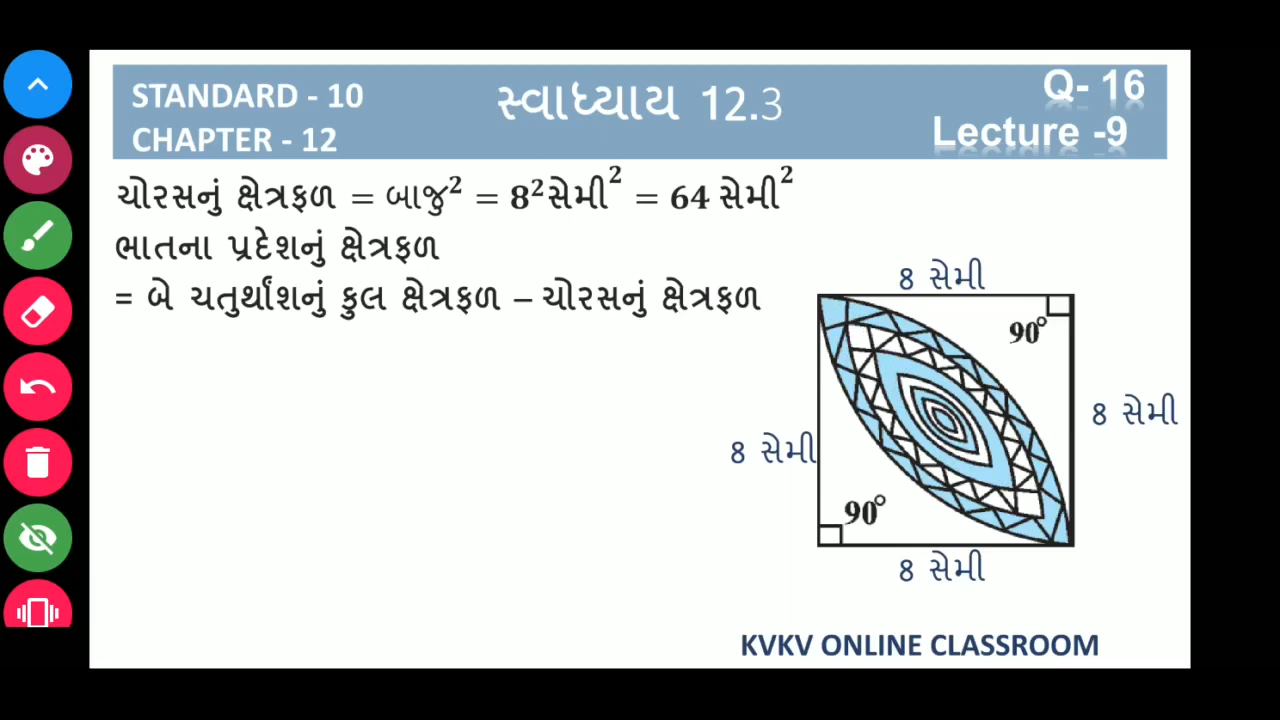 STANDARD - 10
CHAPTER - 12
સ્વાધ્યાય 12.3
Q- 16
Lecture -9
ચોરસનું ક્ષેત્રફળ = બાજુ² = 8² સેમી² = 64 સેમી²
ભાતના પ્રદેશનું ક્ષેત્રફળ
= બે ચતુર્થાંશનું કુલ ક્ષેત્રફળ – ચોરસનું ક્ષેત્રફળ
8 સેમી
90°
8 સેમી
8 સેમી
90°
8 સેમી
KVKV ONLINE CLASSROOM